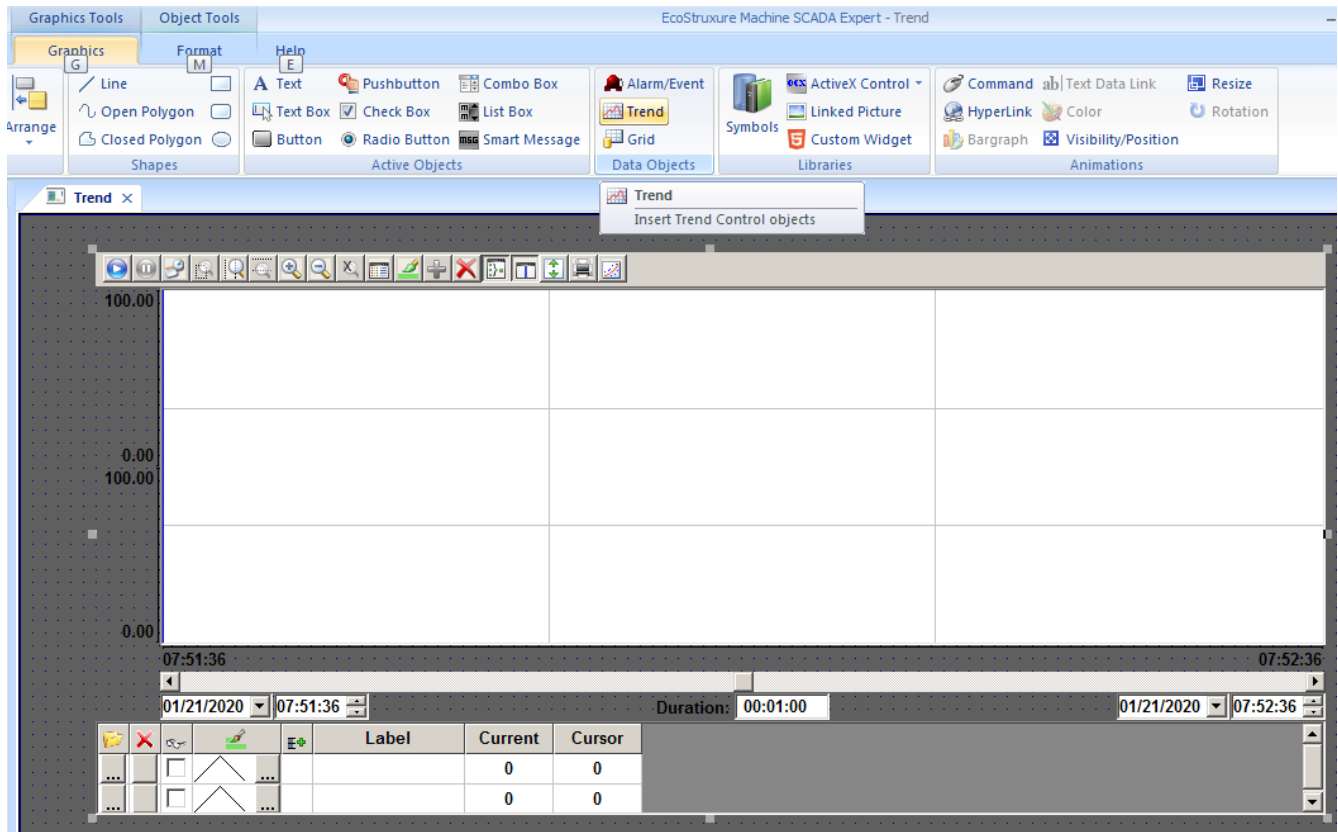 Graphics Tools Object Tools EcoStruxure Machine SCADA Expert - Trend
Graphics Format Help
G M E
Line A Text Pushbutton Combo Box Alarm/Event ActiveX Control Command ab Text Data Link Resize
Open Polygon Text Box Check Box List Box Trend Linked Picture HyperLink Color Rotation
Arrange Closed Polygon Button Radio Button msg Smart Message Grid Symbols Custom Widget Bargraph Visibility/Position
Shapes Active Objects Data Objects Libraries Animations
Trend
Trend
Insert Trend Control objects
100.00
0.00
100.00
0.00
07:51:36 07:52:36
01/21/2020 07:51:36 Duration: 00:01:00 01/21/2020 07:52:36
Label Current Cursor
... ... 0 0
... ... 0 0